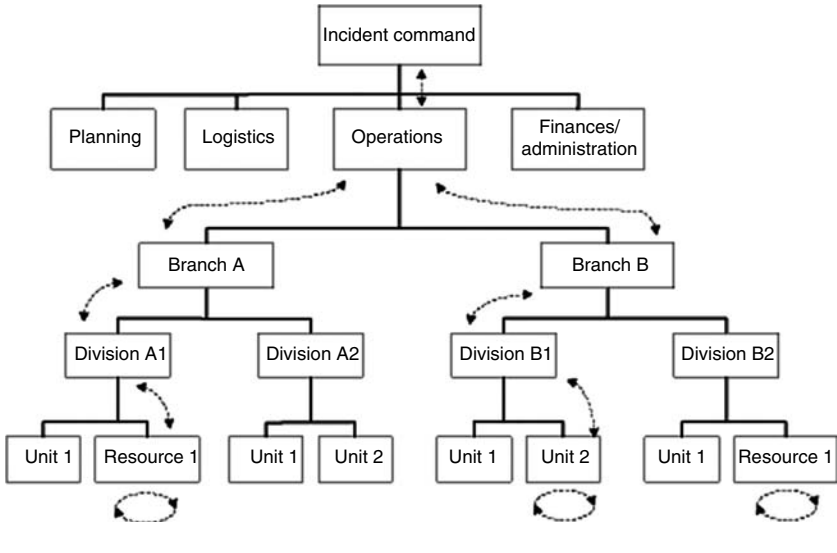 Incident command
Planning
Logistics
Operations
Finances/
administration
Branch A
Branch B
Division A1
Division A2
Division B1
Division B2
Unit 1
Resource 1
Unit 1
Unit 2
Unit 1
Unit 2
Unit 1
Resource 1